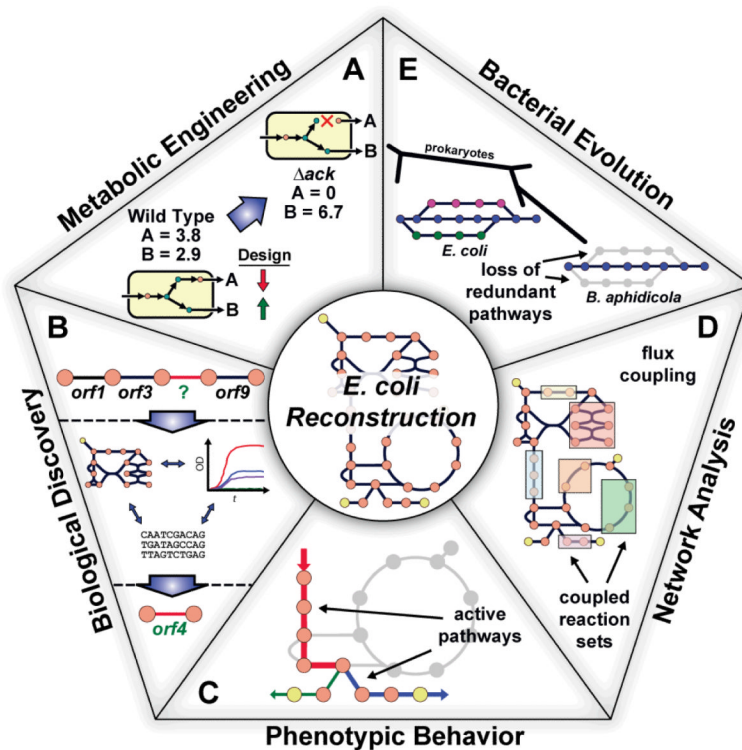 Metabolic Engineering
A
A
B
Δack
A = 0
B = 6.7
Wild Type
A = 3.8
B = 2.9
Design
A
B
E
Bacterial Evolution
prokaryotes
E. coli
loss of
redundant
pathways
B. aphidicola
B
Biological Discovery
orf1 orf3 ? orf9
OD
t
CAATCGACAG
TGATAGCCAG
TTAGTCTGAG
orf4
E. coli
Reconstruction
D
flux
coupling
Network Analysis
coupled
reaction
sets
C
active
pathways
Phenotypic Behavior